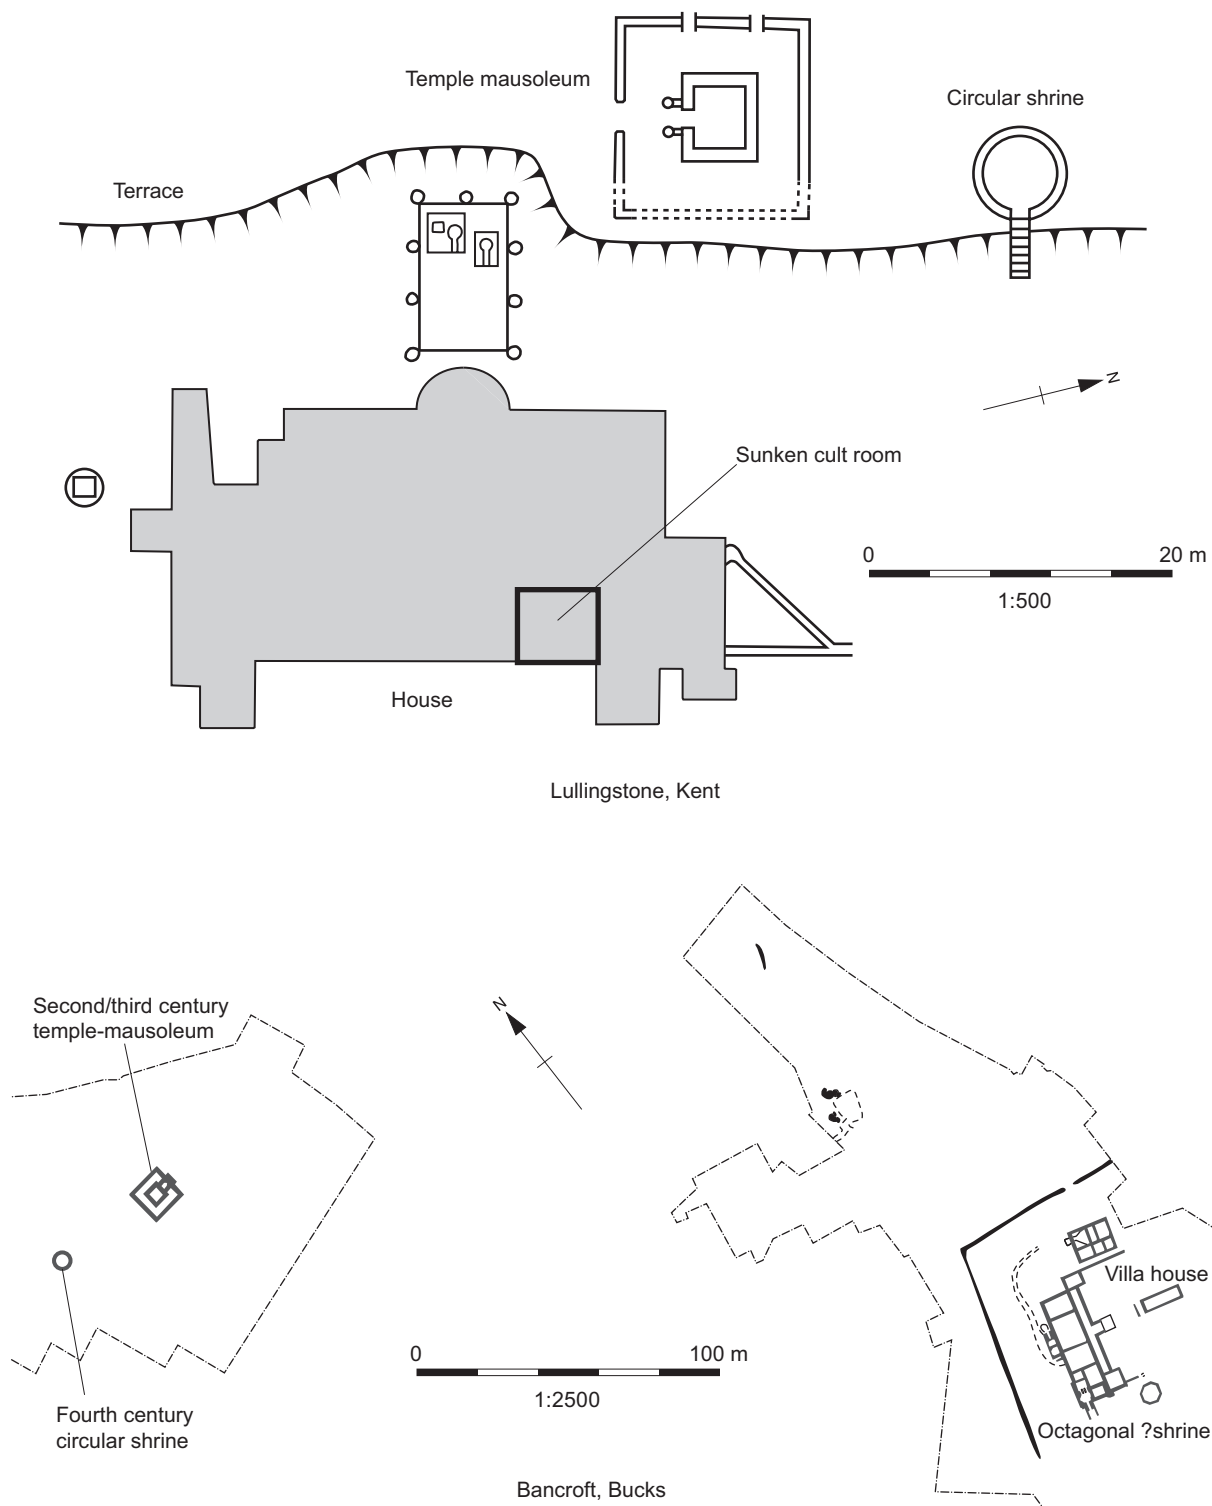 Temple mausoleum
Circular shrine
Terrace
N
Sunken cult room
0 20 m
1:500
House
Lullingstone, Kent
Second/third century
temple-mausoleum
N
Villa house
0 100 m
1:2500
Fourth century
circular shrine
Octagonal ?shrine
Bancroft, Bucks